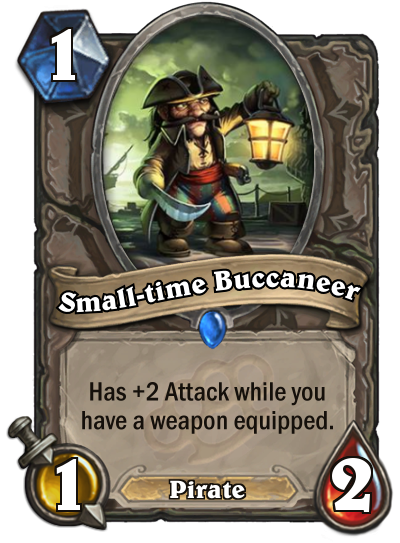 1
Small-time Buccaneer
Has +2 Attack while you
have a weapon equipped.
1
Pirate
2